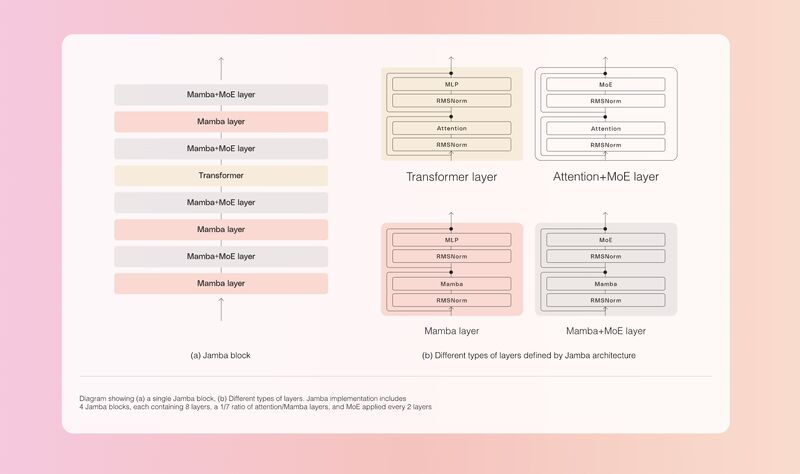 Mamba+MoE layer
Mamba layer
Mamba+MoE layer
Transformer
Mamba+MoE layer
Mamba layer
Mamba+MoE layer
Mamba layer
(a) Jamba block
MLP
RMSNorm
Attention
RMSNorm
Transformer layer
MoE
RMSNorm
Attention
RMSNorm
Attention+MoE layer
MLP
RMSNorm
Mamba
RMSNorm
Mamba layer
MoE
RMSNorm
Mamba
RMSNorm
Mamba+MoE layer
(b) Different types of layers defined by Jamba architecture
Diagram showing (a) a single Jamba block, (b) Different types of layers. Jamba implementation includes
4 Jamba blocks, each containing 8 layers, a 1/7 ratio of attention/Mamba layers, and MoE applied every 2 layers